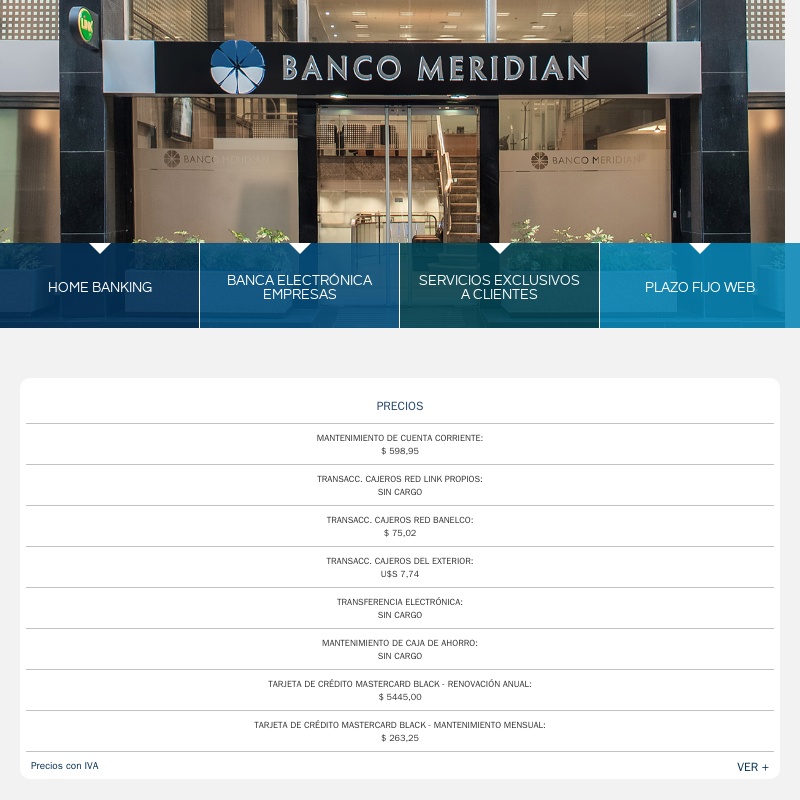 LINK
BANCO MERIDIAN
BANCO MERIDIAN
BANCO MERIDIAN
HOME BANKING
BANCA ELECTRÓNICA
EMPRESAS
SERVICIOS EXCLUSIVOS
A CLIENTES
PLAZO FIJO WEB
PRECIOS
MANTENIMIENTO DE CUENTA CORRIENTE:
$ 598,95
TRANSACC. CAJEROS RED LINK PROPIOS:
SIN CARGO
TRANSACC. CAJEROS RED BANELCO:
$ 75,02
TRANSACC. CAJEROS DEL EXTERIOR:
U$S 7,74
TRANSFERENCIA ELECTRÓNICA:
SIN CARGO
MANTENIMIENTO DE CAJA DE AHORRO:
SIN CARGO
TARJETA DE CRÉDITO MASTERCARD BLACK - RENOVACIÓN ANUAL:
$ 5445,00
TARJETA DE CRÉDITO MASTERCARD BLACK - MANTENIMIENTO MENSUAL:
$ 263,25
Precios con IVA
VER +